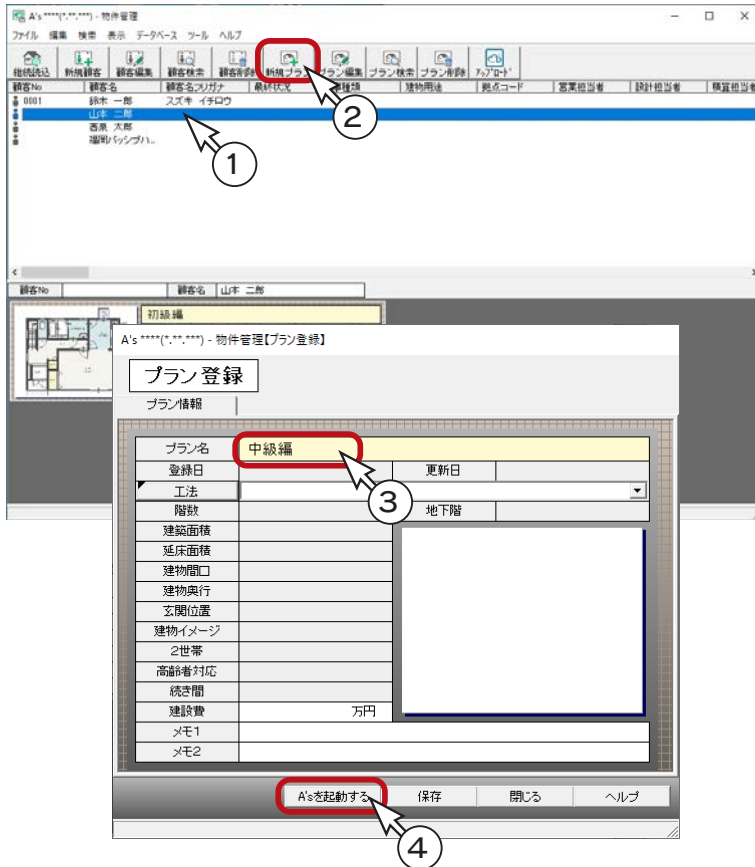 A's ****(*.**.***) - 物件管理
ファイル 編集 検索 表示 データベース ツール ヘルプ
継続読込 新規顧客 顧客編集 顧客検索 顧客削除 新規プラン プラン編集 プラン検索 プラン削除 アップロード
顧客No 顧客名 顧客名フリガナ 最終状況 種類 建物用途 拠点コード 営業担当者 設計担当者 積算担当者
0001 鈴木 一郎 スズキ イチロウ
山本 二郎
西泉 太郎
福岡パッシブハ...
①
②
顧客No 顧客名 山本 二郎
初級編
A's ****(*.**.***) - 物件管理【プラン登録】
プラン登録
プラン情報
プラン名 中級編
登録日 更新日
工法
③
階数 地下階
建築面積
延床面積
建物間口
建物奥行
玄関位置
建物イメージ
2世帯
高齢者対応
続き間
建設費 万円
メモ1
メモ2
A'sを起動する 保存 閉じる ヘルプ
④